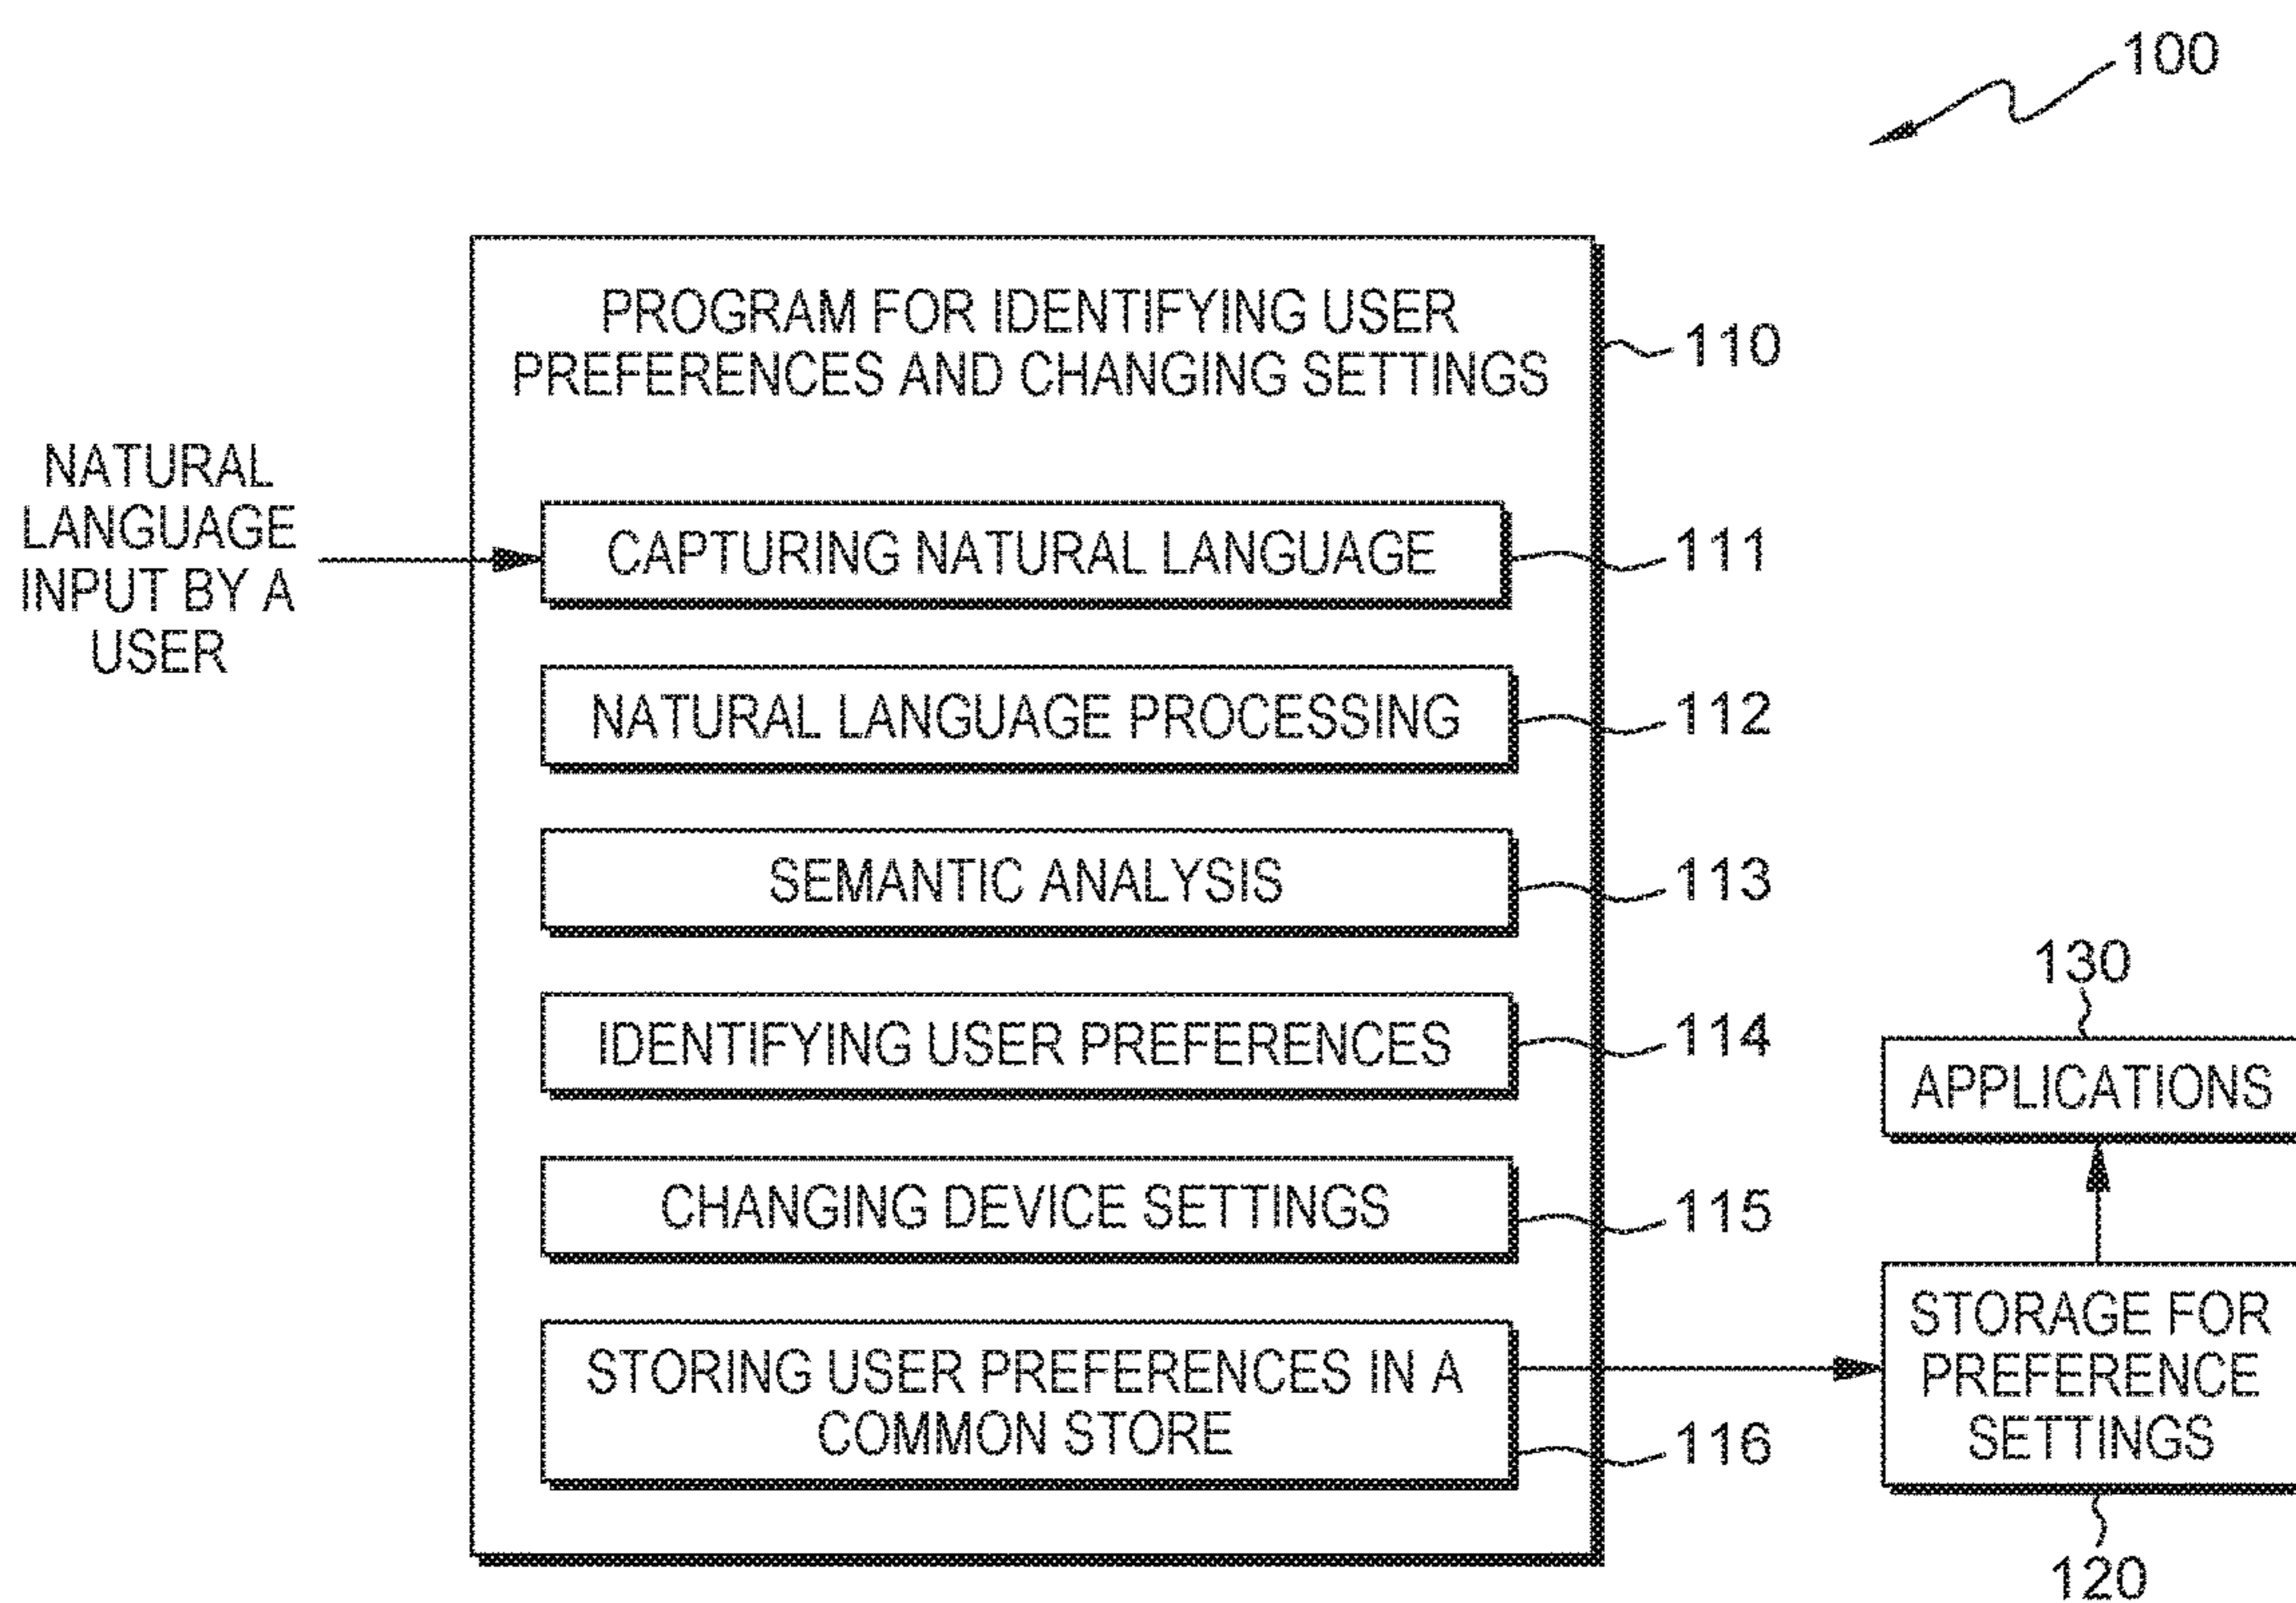 100
PROGRAM FOR IDENTIFYING USER
PREFERENCES AND CHANGING SETTINGS
110
NATURAL
LANGUAGE
INPUT BY A
USER
CAPTURING NATURAL LANGUAGE
111
NATURAL LANGUAGE PROCESSING
112
SEMANTIC ANALYSIS
113
IDENTIFYING USER PREFERENCES
114
CHANGING DEVICE SETTINGS
115
STORING USER PREFERENCES IN A
COMMON STORE
116
130
APPLICATIONS
STORAGE FOR
PREFERENCE
SETTINGS
120